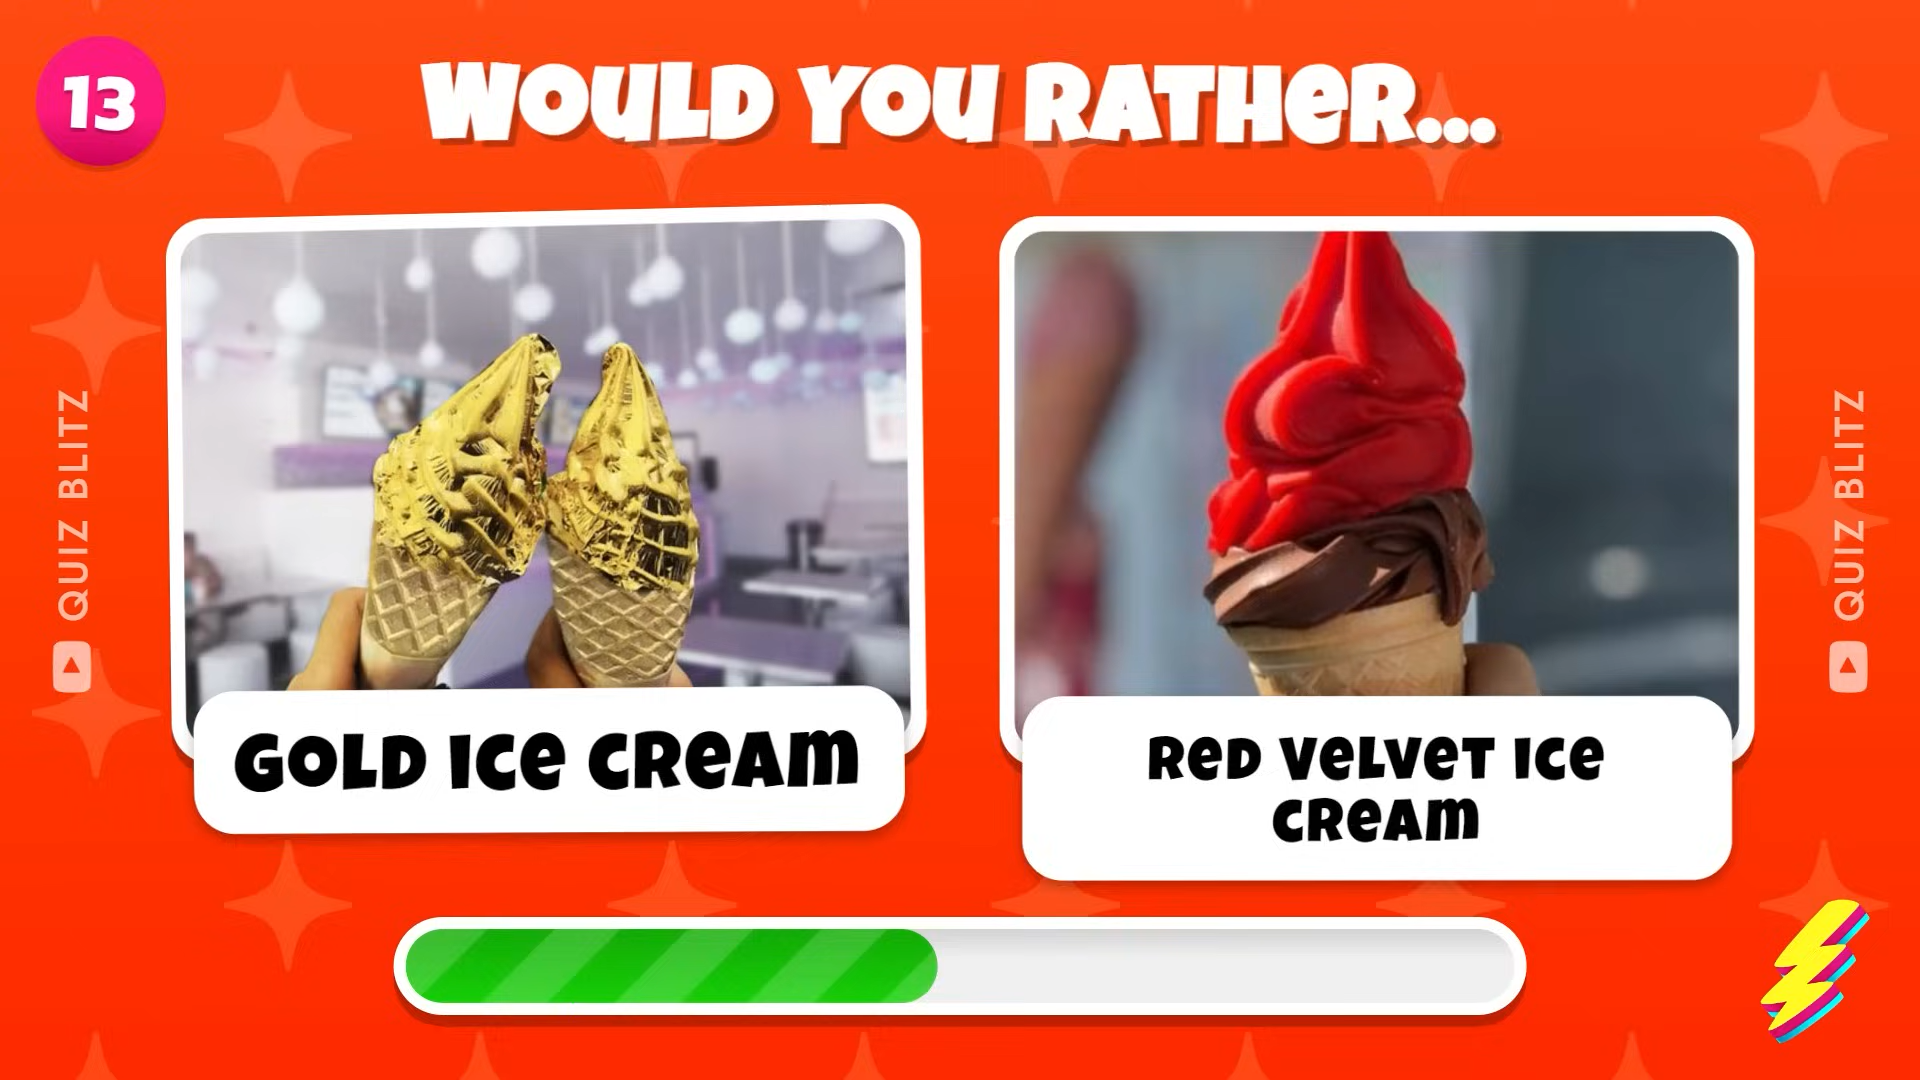 13
WOULD YOU RATHER...
QUIZ BLITZ
GOLD ICE CREAM
RED VELVET ICE
CREAM
QUIZ BLITZ